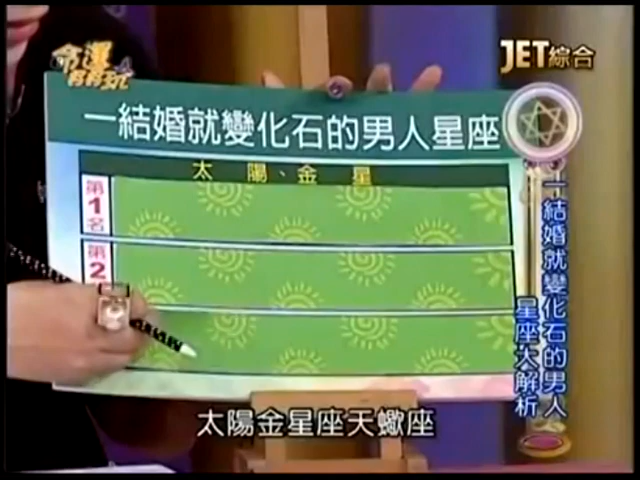 命運好好玩
JET綜合
一結婚就變化石的男人星座
太陽、金星
第1名
第2
一結婚就變化石的男人
星座大解析
太陽金星座天蠍座